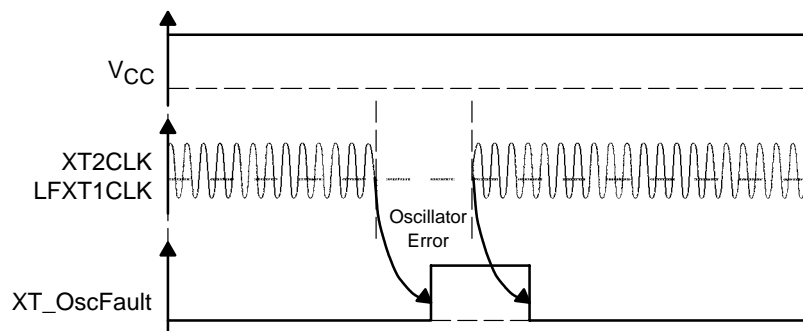 VCC
XT2CLK
LFXT1CLK
Oscillator
Error
XT_OscFault